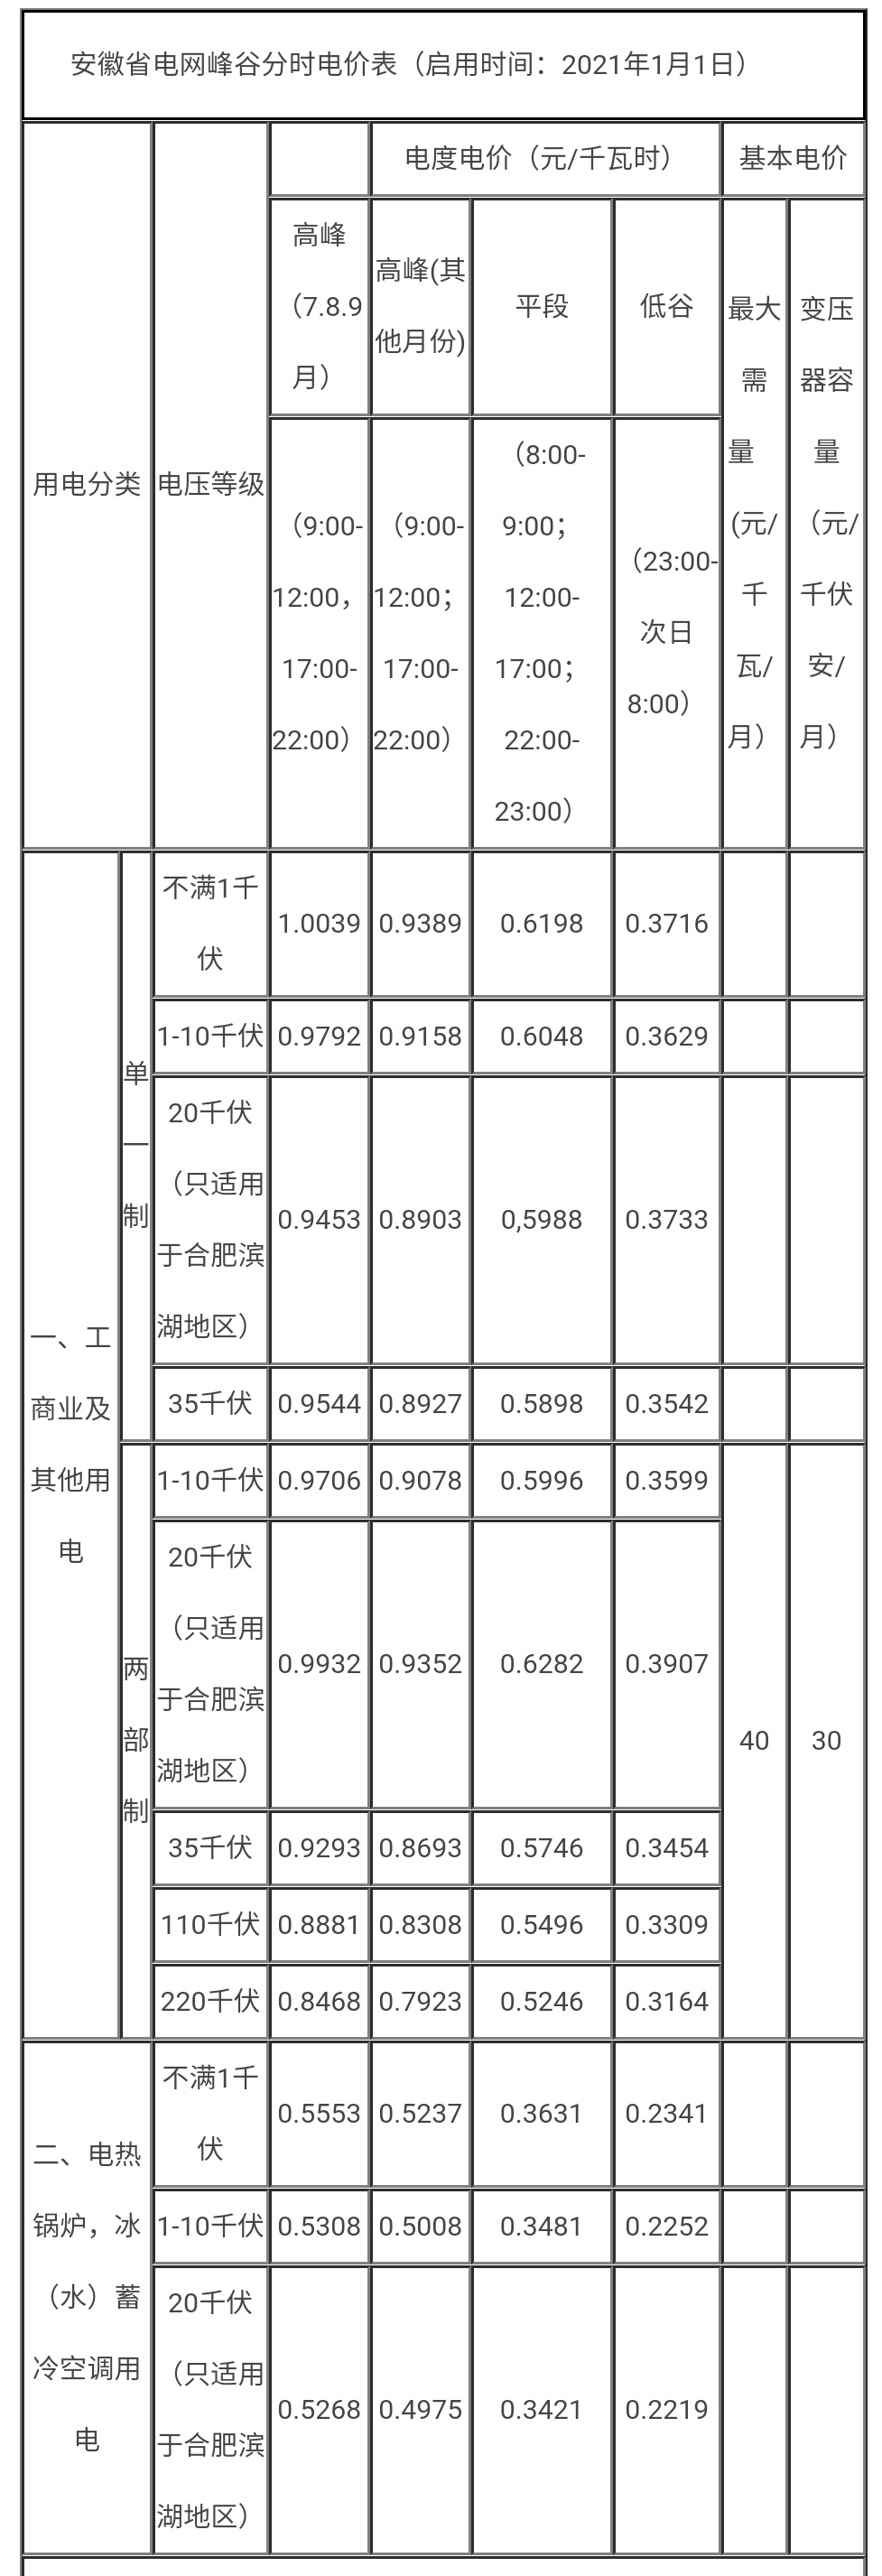 安徽省电网峰谷分时电价表（启用时间：2021年1月1日）
用电分类
电压等级
电度电价（元/千瓦时）
基本电价
高峰
（7.8.9
月）
高峰(其
他月份)
平段
低谷
最大
需
量
(元/
千
瓦/
月）
变压
器容
量
（元/
千伏
安/
月）
（9:00-
12:00，
17:00-
22:00）
（9:00-
12:00；
17:00-
22:00）
（8:00-
9:00；
12:00-
17:00；
22:00-
23:00）
（23:00-
次日
8:00）
一、工
商业及
其他用
电
单
一
制
不满1千
伏
1.0039 0.9389 0.6198 0.3716
1-10千伏 0.9792 0.9158 0.6048 0.3629
20千伏
（只适用
于合肥滨
湖地区）
0.9453 0.8903 0,5988 0.3733
35千伏 0.9544 0.8927 0.5898 0.3542
两
部
制
1-10千伏 0.9706 0.9078 0.5996 0.3599
20千伏
（只适用
于合肥滨
湖地区）
0.9932 0.9352 0.6282 0.3907
40 30
35千伏 0.9293 0.8693 0.5746 0.3454
110千伏 0.8881 0.8308 0.5496 0.3309
220千伏 0.8468 0.7923 0.5246 0.3164
二、电热
锅炉，冰
（水）蓄
冷空调用
电
不满1千
伏
0.5553 0.5237 0.3631 0.2341
1-10千伏 0.5308 0.5008 0.3481 0.2252
20千伏
（只适用
于合肥滨
湖地区）
0.5268 0.4975 0.3421 0.2219